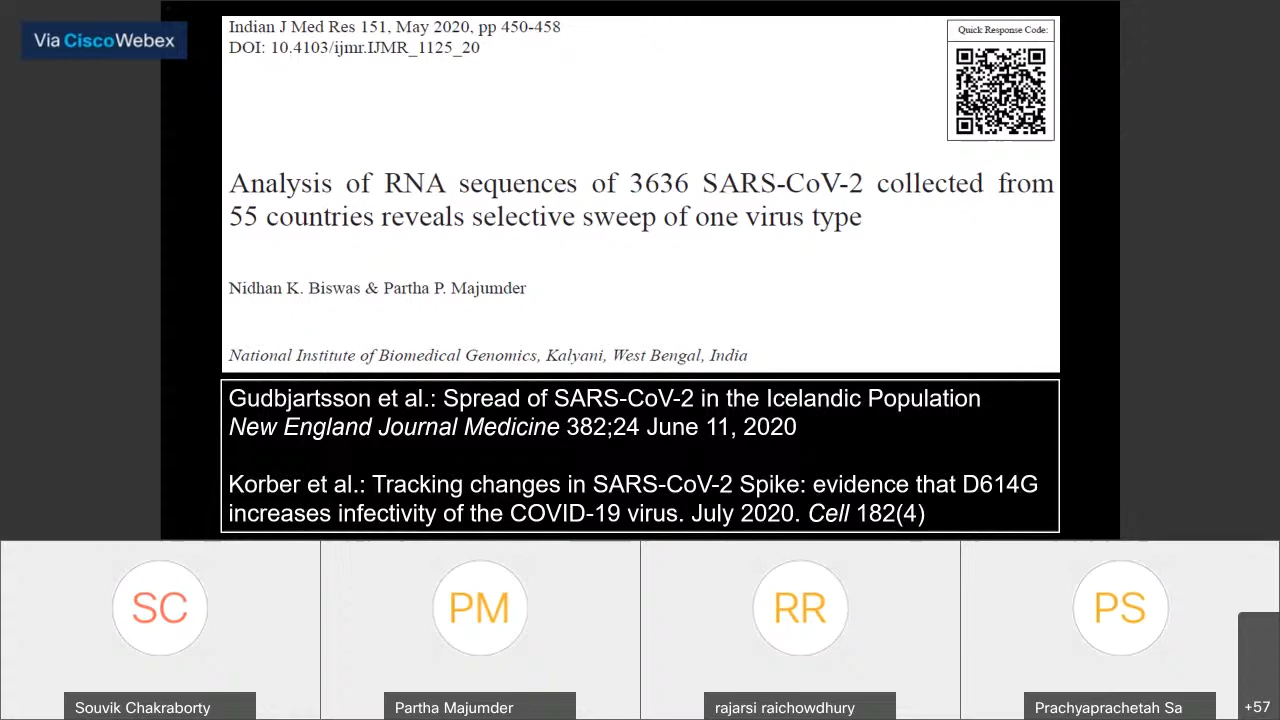 Via CiscoWebex
Indian J Med Res 151, May 2020, pp 450-458
DOI: 10.4103/ijmr.IJMR_1125_20
Quick Response Code:
Analysis of RNA sequences of 3636 SARS-CoV-2 collected from
55 countries reveals selective sweep of one virus type
Nidhan K. Biswas & Partha P. Majumder
National Institute of Biomedical Genomics, Kalyani, West Bengal, India
Gudbjartsson et al.: Spread of SARS-CoV-2 in the Icelandic Population
New England Journal Medicine 382;24 June 11, 2020
Korber et al.: Tracking changes in SARS-CoV-2 Spike: evidence that D614G
increases infectivity of the COVID-19 virus. July 2020. Cell 182(4)
SC
PM
RR
PS
Souvik Chakraborty
Partha Majumder
rajarsi raichowdhury
Prachyaprachetah Sa
+57